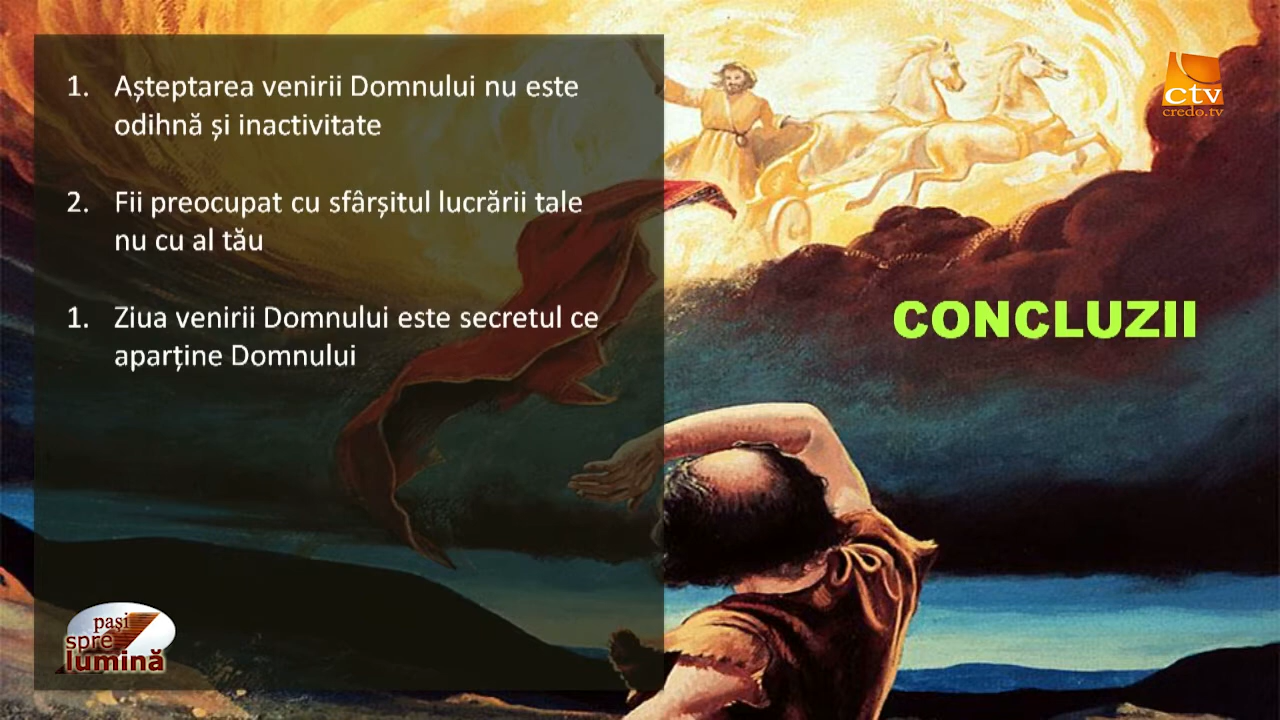 1. Așteptarea venirii Domnului nu este
odihnă și inactivitate
2. Fii preocupat cu sfârșitul lucrării tale
nu cu al tău
1. Ziua venirii Domnului este secretul ce
aparține Domnului
CONCLUZII
ctv
credo.tv
pași
spre
lumină